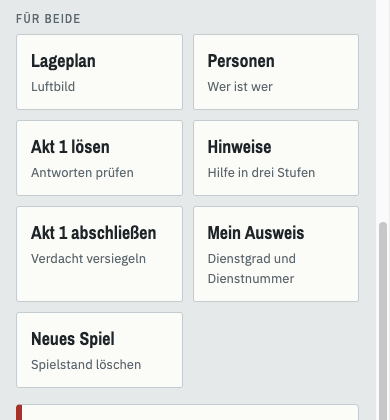 FÜR BEIDE
Lageplan
Luftbild
Personen
Wer ist wer
Akt 1 lösen
Antworten prüfen
Hinweise
Hilfe in drei Stufen
Akt 1 abschließen
Verdacht versiegeln
Mein Ausweis
Dienstgrad und
Dienstnummer
Neues Spiel
Spielstand löschen